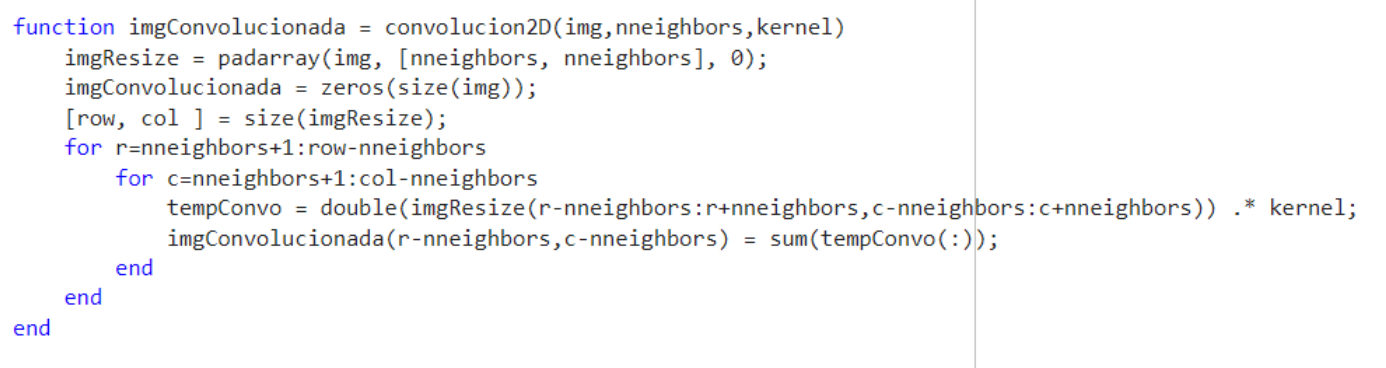 function imgConvolucionada = convolucion2D(img,nneighbors,kernel)
    imgResize = padarray(img, [nneighbors, nneighbors], 0);
    imgConvolucionada = zeros(size(img));
    [row, col ] = size(imgResize);
    for r=nneighbors+1:row-nneighbors
        for c=nneighbors+1:col-nneighbors
            tempConvo = double(imgResize(r-nneighbors:r+nneighbors,c-nneighbors:c+nneighbors)) .* kernel;
            imgConvolucionada(r-nneighbors,c-nneighbors) = sum(tempConvo(:));
        end
    end
end